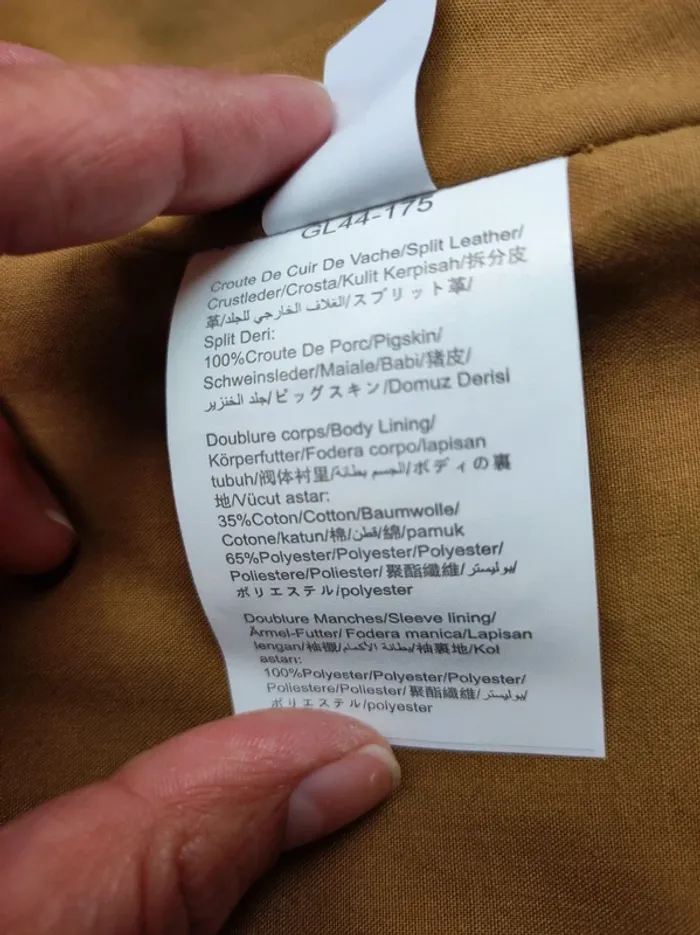 GL44-175
Croute De Cuir De Vache/Split Leather/
Crustleder/Crosta/Kulit Kerpisah/拆分皮
革/الغلاف الخارجي للجلد/スプリット革/
Split Deri:
100%Croute De Porc/Pigskin/
Schweinsleder/Maiale/Babi/猪皮/
جلد الخنزير/ピッグスキン/Domuz Derisi
Doublure corps/Body Lining/
Körperfutter/Fodera corpo/lapisan
tubuh/阀体衬里/الجسم بطانة/ボディの裏
地/Vücut astar:
35%Coton/Cotton/Baumwolle/
Cotone/katun/棉/قطن/綿/pamuk
65%Polyester/Polyester/Polyester/
Poliestere/Poliester/聚酯纖維/بوليستر/
ポリエステル/polyester
Doublure Manches/Sleeve lining/
Ärmel-Futter/ Fodera manica/Lapisan
lengan/柚襯/بطانة الأكمام/柚裏地/Kol
astarı:
100%Polyester/Polyester/Polyester/
Poliestere/Poliester/聚酯纖維/بوليستر/
ポリエステル/polyester